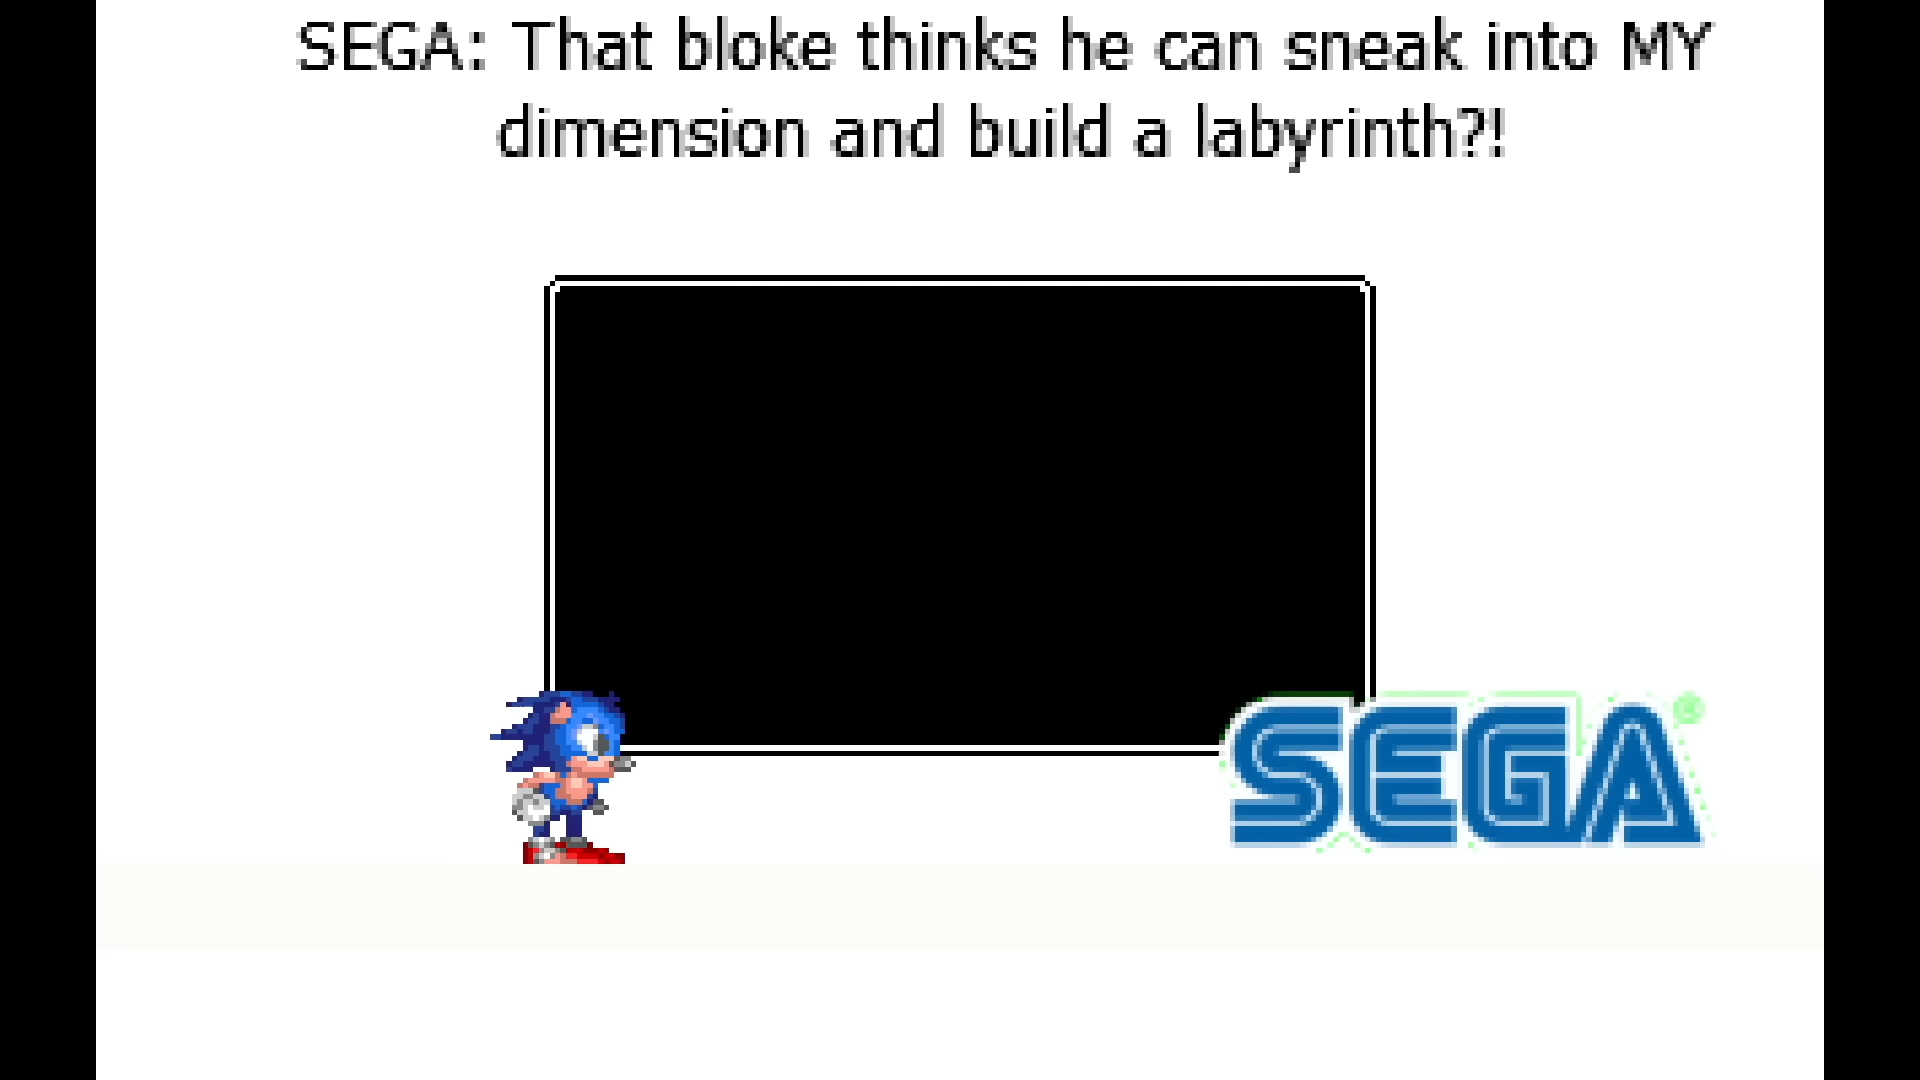 SEGA: That bloke thinks he can sneak into MY
dimension and build a labyrinth?!
SEGA